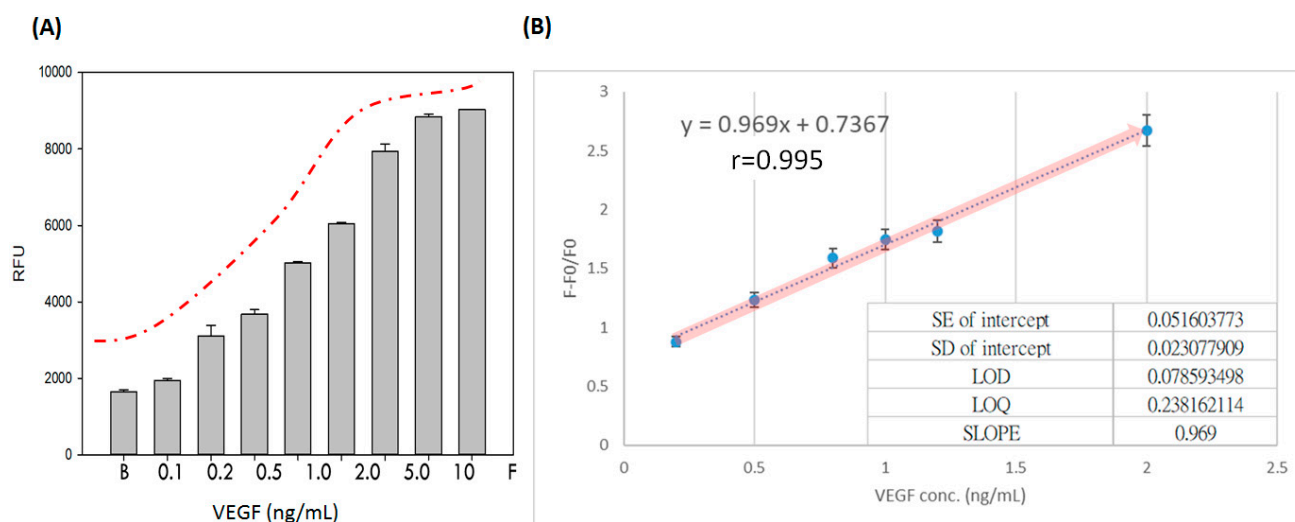 (A)
10000
8000
6000
4000
2000
0
RFU
B 0.1 0.2 0.5 1.0 2.0 5.0 10 F
VEGF (ng/mL)
(B)
y = 0.969x + 0.7367
r=0.995
3
2.5
2
1.5
1
0.5
0
F-F0/F0
SE of intercept 0.051603773
SD of intercept 0.023077909
LOD 0.078593498
LOQ 0.238162114
SLOPE 0.969
0 0.5 1 1.5 2 2.5
VEGF conc. (ng/mL)